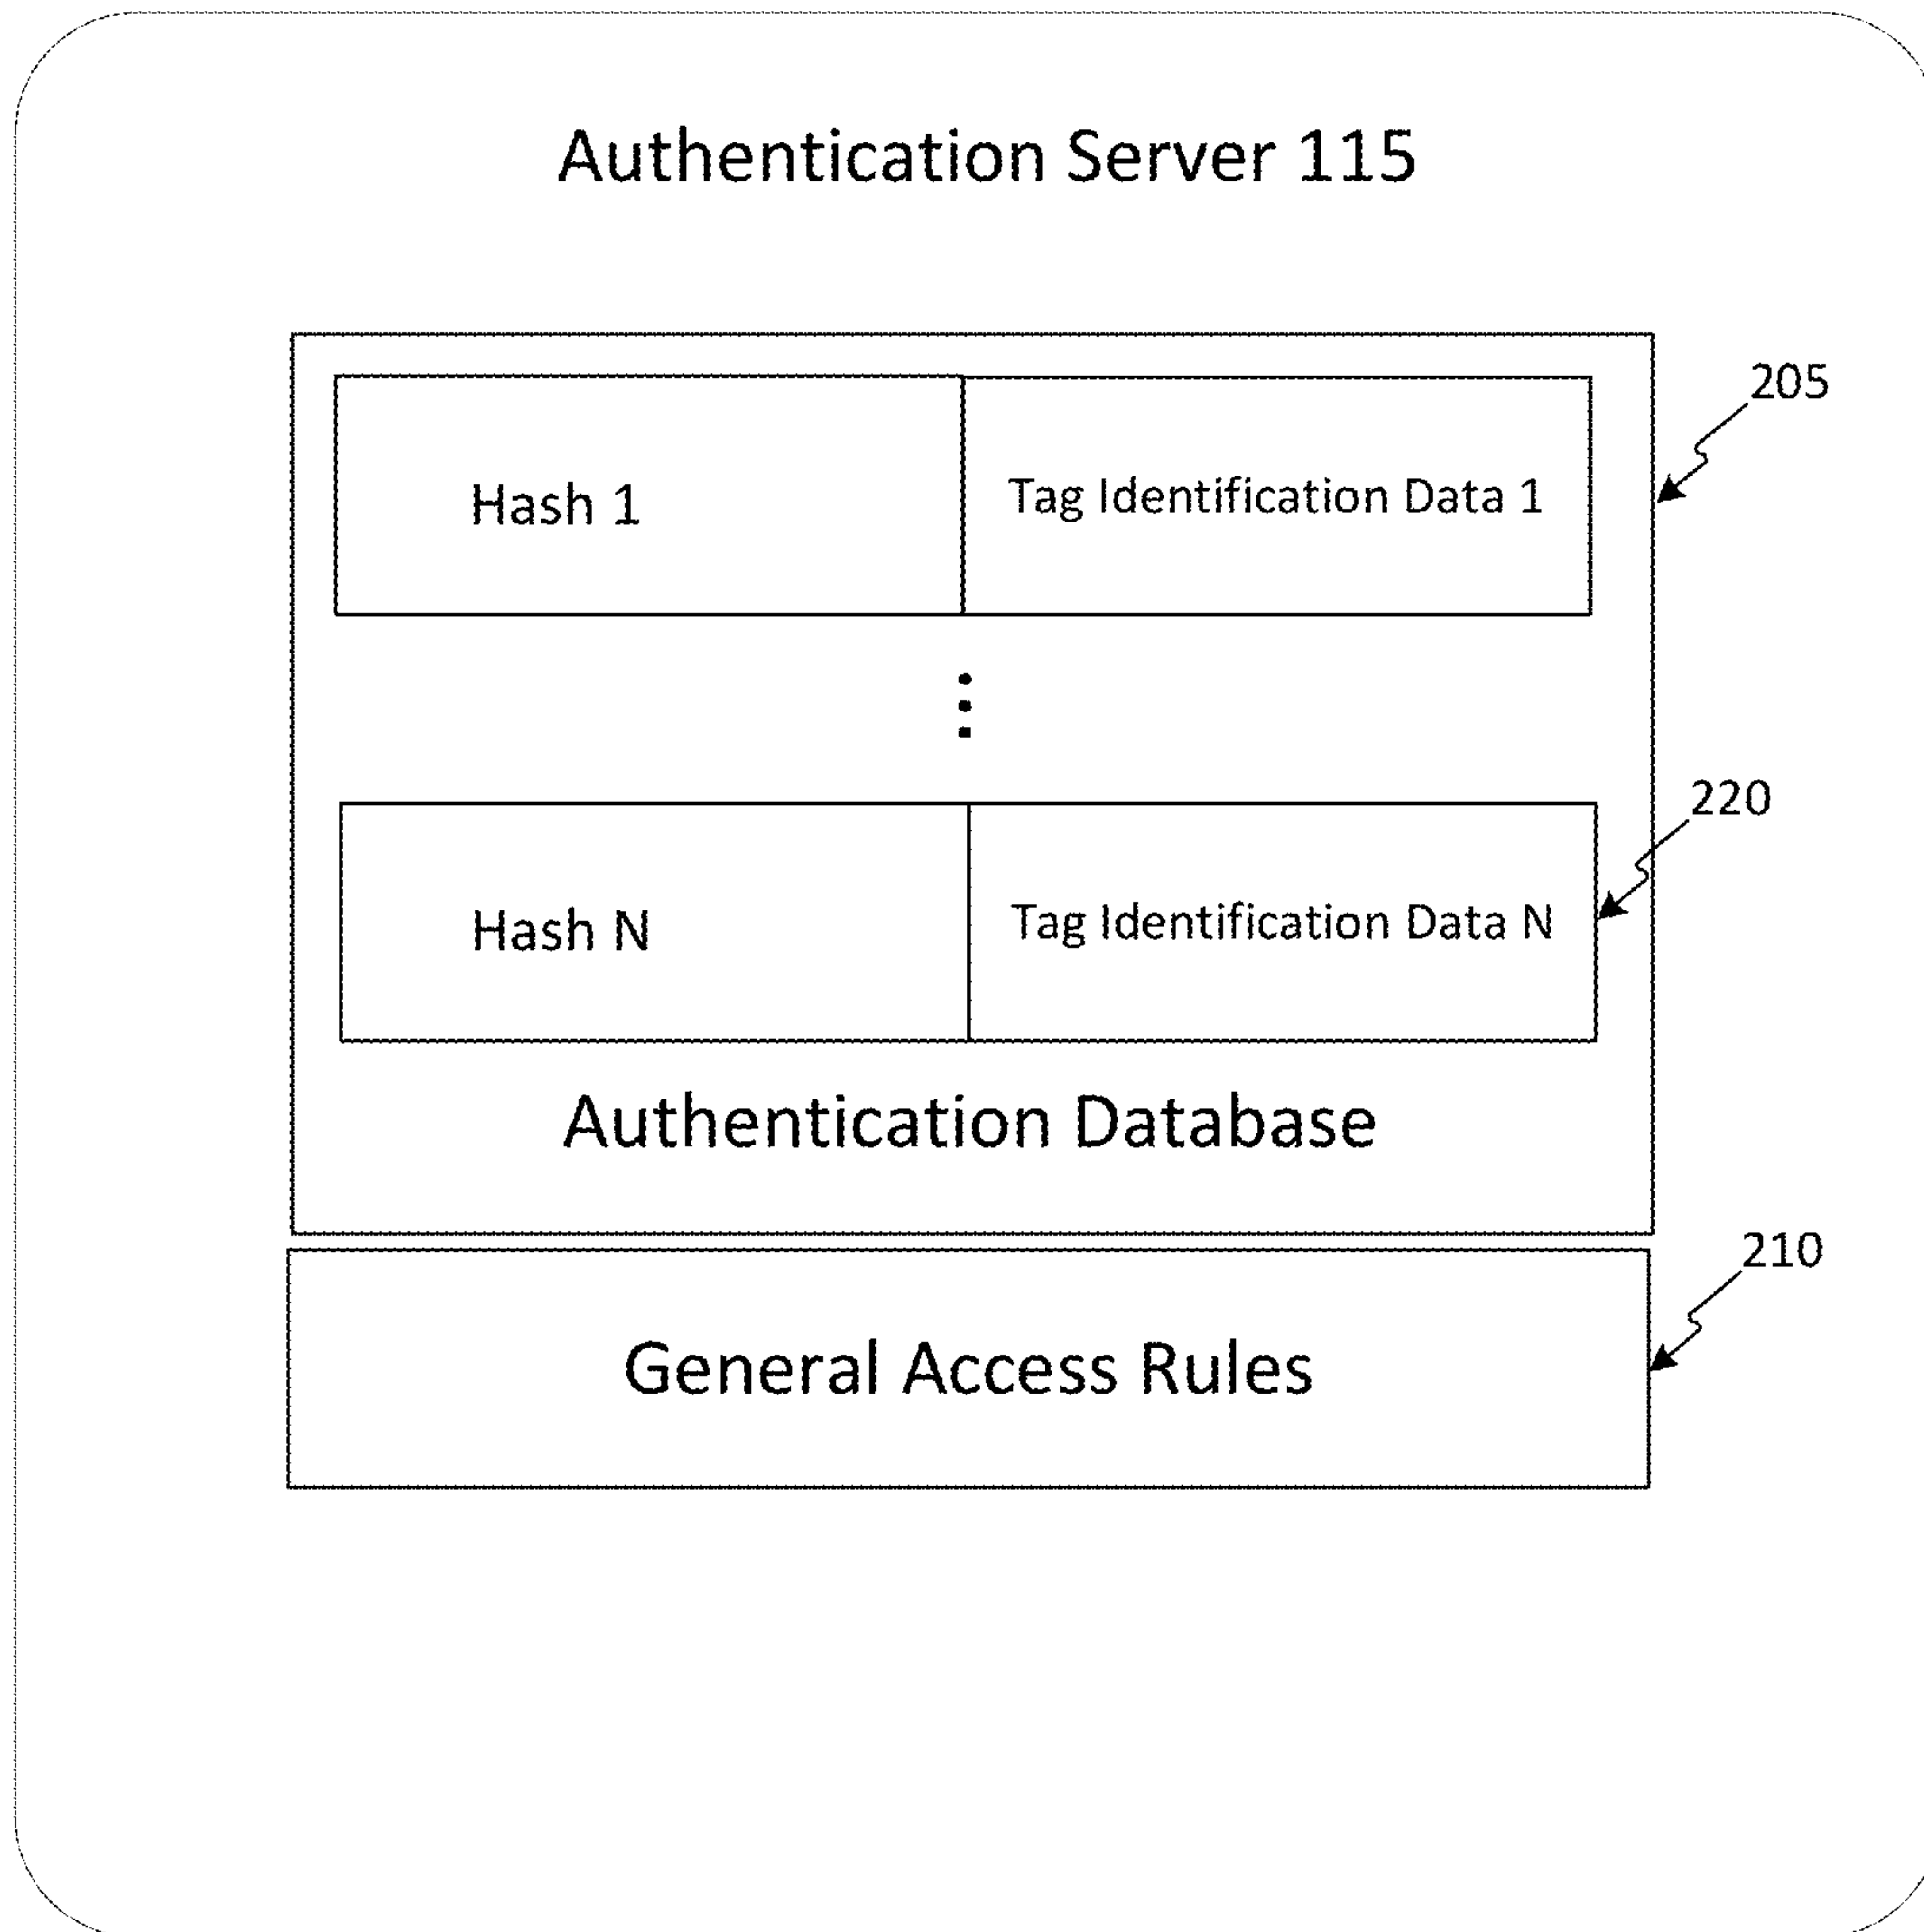 Authentication Server 115
205
Hash 1
Tag Identification Data 1
220
Hash N
Tag Identification Data N
Authentication Database
210
General Access Rules